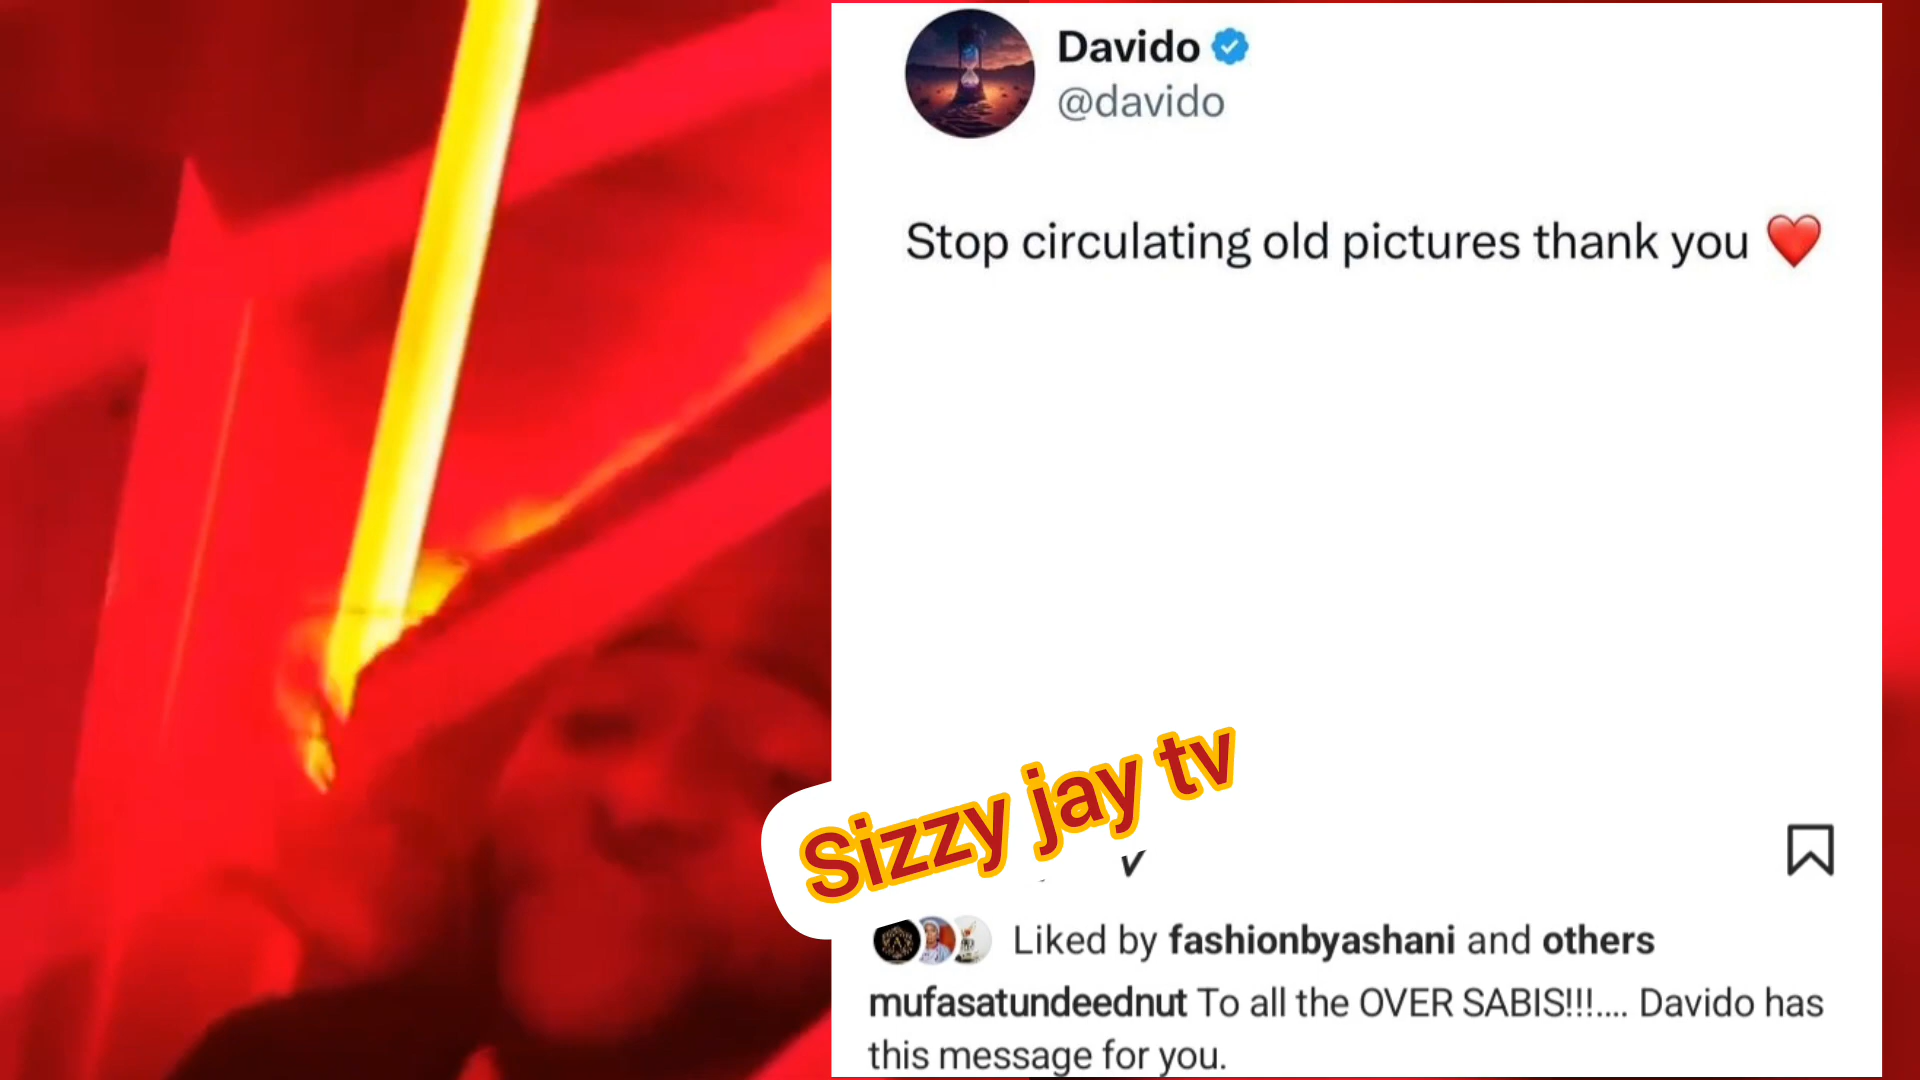 Davido
@davido
Stop circulating old pictures thank you ❤️
Sizzy jay tv
Liked by fashionbyashani and others
mufasatundeednut To all the OVER SABIS!!!.... Davido has
this message for you.